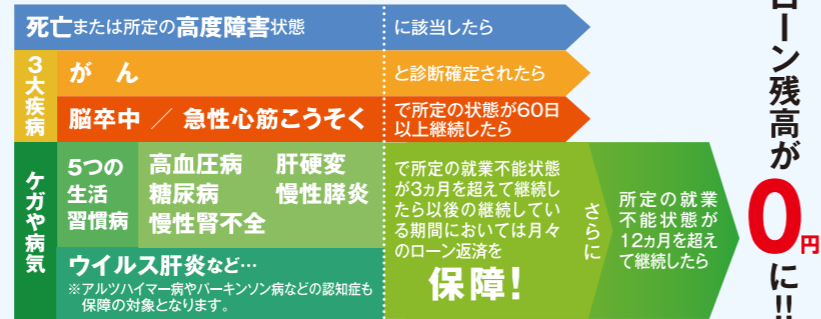 死亡または所定の高度障害状態
に該当したら
3大疾病
がん
と診断確定されたら
脳卒中 ／ 急性心筋こうそく
で所定の状態が60日
以上継続したら
ケガや病気
5つの
生活
習慣病
高血圧病 肝硬変
糖尿病 慢性膵炎
慢性腎不全
ウイルス肝炎など…
※アルツハイマー病やパーキンソン病などの認知症も
保障の対象となります。
で所定の就業不能状態
が3ヵ月を超えて継続し
たら以後の継続してい
る期間においては月々
のローン返済を
保障!
さらに
所定の就業
不能状態が
12ヵ月を超え
て継続したら
ローン残高が0円に!!